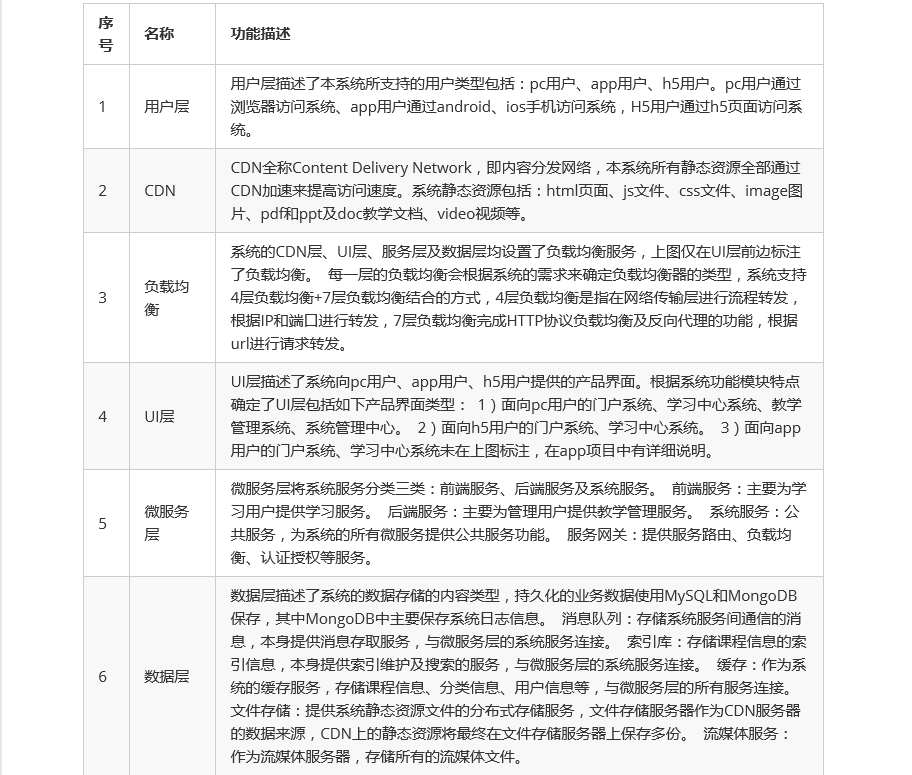 序号 名称 功能描述
1 用户层 用户层描述了本系统所支持的用户类型包括：pc用户、app用户、h5用户。pc用户通过
浏览器访问系统、app用户通过android、ios手机访问系统，H5用户通过h5页面访问系
统。
2 CDN CDN全称Content Delivery Network，即内容分发网络，本系统所有静态资源全部通过
CDN加速来提高访问速度。系统静态资源包括：html页面、js文件、css文件、image图
片、pdf和ppt及doc教学文档、video视频等。
3 负载均衡 系统的CDN层、UI层、服务层及数据层均设置了负载均衡服务，上图仅在UI层前边标注
了负载均衡。 每一层的负载均衡会根据系统的需求来确定负载均衡器的类型，系统支持
4层负载均衡+7层负载均衡结合的方式，4层负载均衡是指在网络传输层进行流程转发，
根据IP和端口进行转发，7层负载均衡完成HTTP协议负载均衡及反向代理的功能，根据
url进行请求转发。
4 UI层 UI层描述了系统向pc用户、app用户、h5用户提供的产品界面。根据系统功能模块特点
确定了UI层包括如下产品界面类型： 1）面向pc用户的门户系统、学习中心系统、教学
管理系统、系统管理中心。 2）面向h5用户的门户系统、学习中心系统。 3）面向app
用户的门户系统、学习中心系统未在上图标注，在app项目中有详细说明。
5 微服务层 微服务层将系统服务分类三类：前端服务、后端服务及系统服务。 前端服务：主要为学
习用户提供学习服务。 后端服务：主要为管理用户提供教学管理服务。 系统服务：公
共服务，为系统的所有微服务提供公共服务功能。 服务网关：提供服务路由、负载均
衡、认证授权等服务。
6 数据层 数据层描述了系统的数据存储的内容类型，持久化的业务数据使用MySQL和MongoDB
保存，其中MongoDB中主要保存系统日志信息。 消息队列：存储系统服务间通信的消
息，本身提供消息存取服务，与微服务层的系统服务连接。 索引库：存储课程信息的索
引信息，本身提供索引维护及搜索的服务，与微服务层的系统服务连接。 缓存：作为系
统的缓存服务，存储课程信息、分类信息、用户信息等，与微服务层的所有服务连接。
文件存储：提供系统静态资源文件的分布式存储服务，文件存储服务器作为CDN服务器
的数据来源，CDN上的静态资源将最终在文件存储服务器上保存多份。 流媒体服务：
作为流媒体服务器，存储所有的流媒体文件。